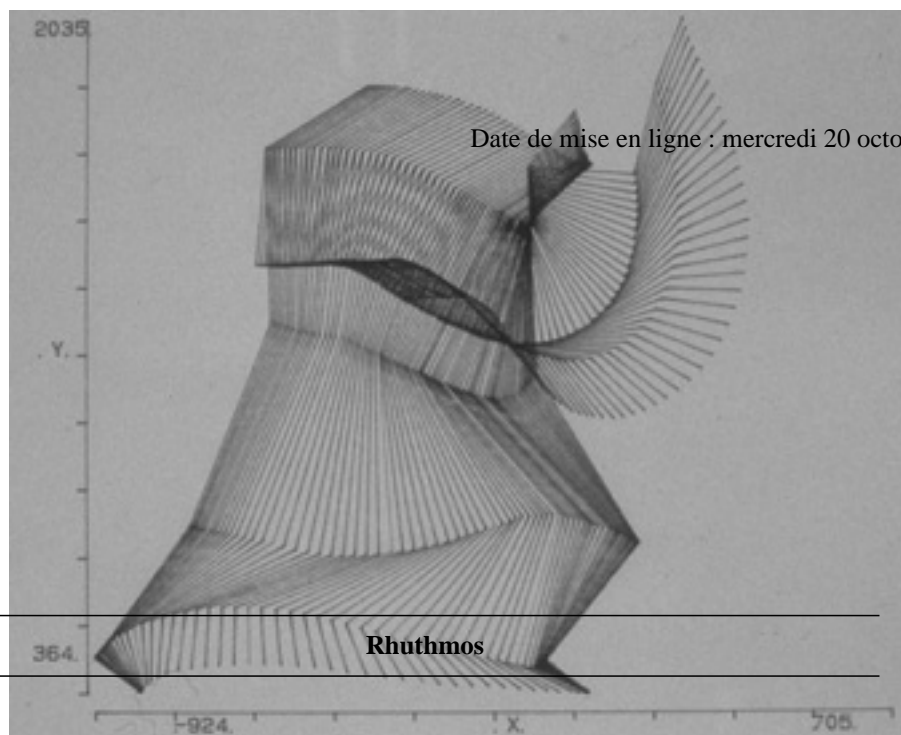 2035
Date de mise en ligne : mercredi 20 octo
. Y.
Rhuthmos
364.
-924.
. X.
705.